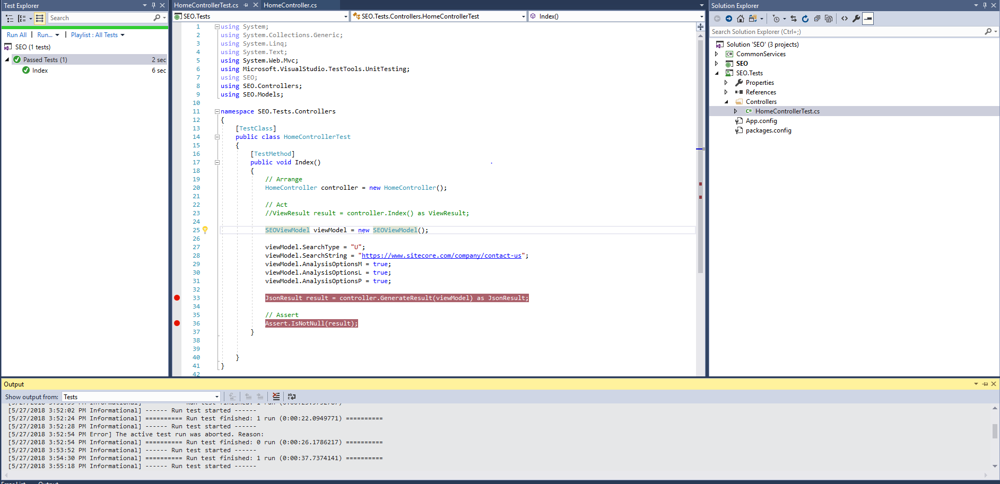 Test Explorer
Search
Run All | Run... | Playlist : All Tests
SEO (1 tests)
Passed Tests (1) 2 sec
Index 6 sec
HomeControllerTest.cs HomeController.cs
SEO.Tests SEO.Tests.Controllers.HomeControllerTest Index()
1 using System;
2 using System.Collections.Generic;
3 using System.Linq;
4 using System.Text;
5 using System.Web.Mvc;
6 using Microsoft.VisualStudio.TestTools.UnitTesting;
7 using SEO;
8 using SEO.Controllers;
9 using SEO.Models;
10
11 namespace SEO.Tests.Controllers
12 {
13 [TestClass]
14 public class HomeControllerTest
15 {
16 [TestMethod]
17 public void Index()
18 {
19 // Arrange
20 HomeController controller = new HomeController();
21
22 // Act
23 //ViewResult result = controller.Index() as ViewResult;
24
25 SEOViewModel viewModel = new SEOViewModel();
26
27 viewModel.SearchType = "U";
28 viewModel.SearchString = "https://www.sitecore.com/company/contact-us";
29 viewModel.AnalysisOptionsM = true;
30 viewModel.AnalysisOptionsL = true;
31 viewModel.AnalysisOptionsP = true;
32
33 JsonResult result = controller.GenerateResult(viewModel) as JsonResult;
34
35 // Assert
36 Assert.IsNotNull(result);
37 }
38
39
40 }
41 }
42
Solution Explorer
Search Solution Explorer (Ctrl+;)
Solution 'SEO' (3 projects)
CommonServices
SEO
SEO.Tests
Properties
References
Controllers
HomeControllerTest.cs
App.config
packages.config
Output
Show output from: Tests
[5/27/2018 3:52:02 PM Informational] ------ Run test started ------
[5/27/2018 3:52:24 PM Informational] ========== Run test finished: 1 run (0:00:22.0949771) ==========
[5/27/2018 3:52:28 PM Informational] ------ Run test started ------
[5/27/2018 3:52:54 PM Error] The active test run was aborted. Reason:
[5/27/2018 3:52:54 PM Informational] ========== Run test finished: 0 run (0:00:26.1786217) ==========
[5/27/2018 3:53:52 PM Informational] ------ Run test started ------
[5/27/2018 3:54:30 PM Informational] ========== Run test finished: 1 run (0:00:37.7374141) ==========
[5/27/2018 3:55:18 PM Informational] ------ Run test started ------
Error List Output